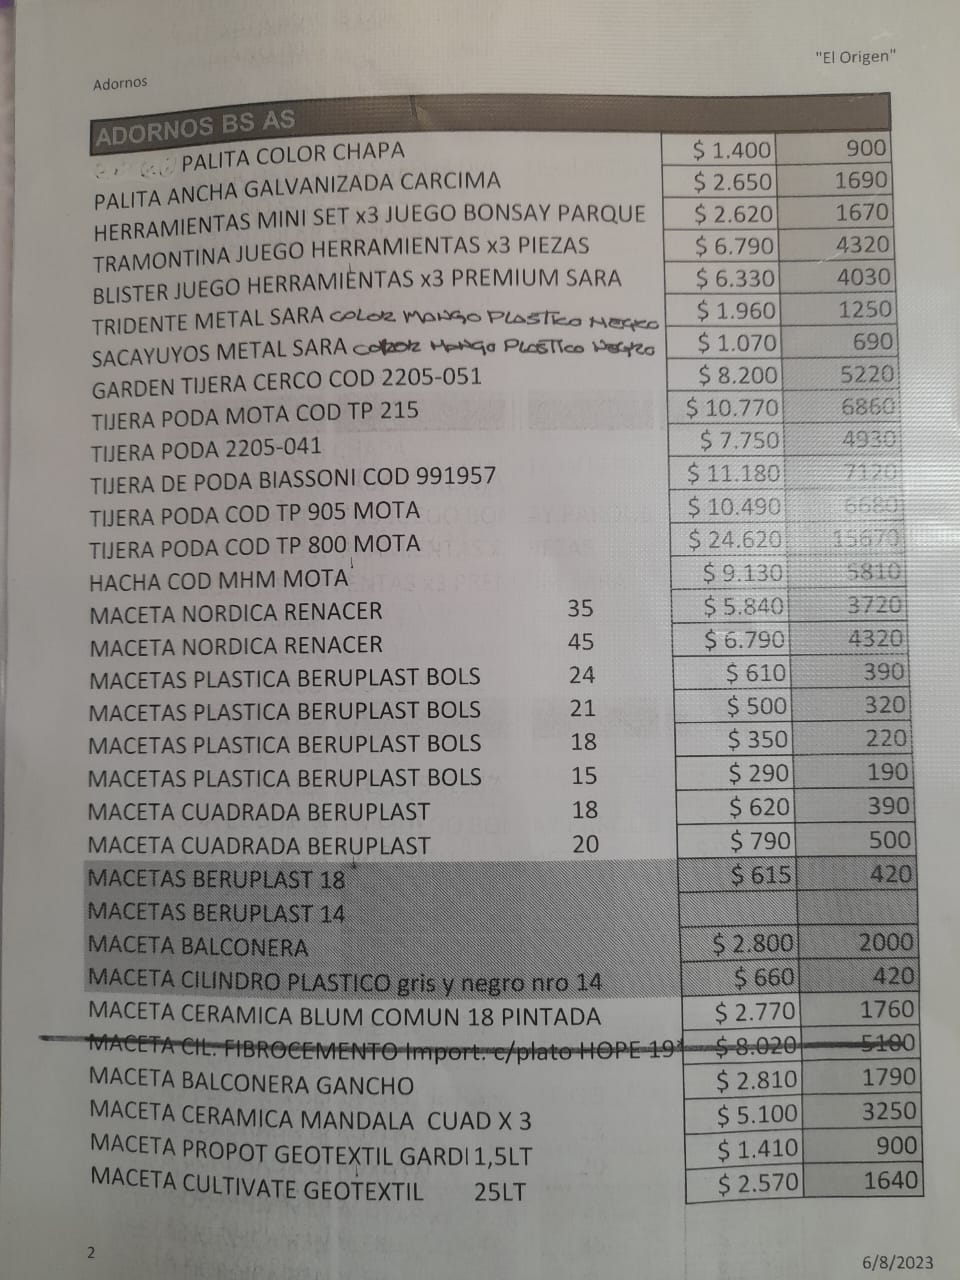 "El Origen"
Adornos
ADORNOS BS AS
PALITA COLOR CHAPA $ 1.400 900
PALITA ANCHA GALVANIZADA CARCIMA $ 2.650 1690
HERRAMIENTAS MINI SET x3 JUEGO BONSAY PARQUE $ 2.620 1670
TRAMONTINA JUEGO HERRAMIENTAS x3 PIEZAS $ 6.790 4320
BLISTER JUEGO HERRAMIENTAS x3 PREMIUM SARA $ 6.330 4030
TRIDENTE METAL SARA COLOR MANGO PLASTICO NEGRO $ 1.960 1250
SACAYUYOS METAL SARA COLOR MANGO PLASTICO NEGRO $ 1.070 690
GARDEN TIJERA CERCO COD 2205-051 $ 8.200 5220
TIJERA PODA MOTA COD TP 215 $ 10.770 6860
TIJERA PODA 2205-041 $ 7.750 4930
TIJERA DE PODA BIASSONI COD 991957 $ 11.180 7120
TIJERA PODA COD TP 905 MOTA $ 10.490 6680
TIJERA PODA COD TP 800 MOTA $ 24.620 15670
HACHA COD MHM MOTA $ 9.130 5810
MACETA NORDICA RENACER 35 $ 5.840 3720
MACETA NORDICA RENACER 45 $ 6.790 4320
MACETAS PLASTICA BERUPLAST BOLS 24 $ 610 390
MACETAS PLASTICA BERUPLAST BOLS 21 $ 500 320
MACETAS PLASTICA BERUPLAST BOLS 18 $ 350 220
MACETAS PLASTICA BERUPLAST BOLS 15 $ 290 190
MACETA CUADRADA BERUPLAST 18 $ 620 390
MACETA CUADRADA BERUPLAST 20 $ 790 500
MACETAS BERUPLAST 18 $ 615 420
MACETAS BERUPLAST 14
MACETA BALCONERA $ 2.800 2000
MACETA CILINDRO PLASTICO gris y negro nro 14 $ 660 420
MACETA CERAMICA BLUM COMUN 18 PINTADA $ 2.770 1760
MACETA CIL. FIBROCEMENTO Import. c/plato HOPE 19 $ 8.020 5100
MACETA BALCONERA GANCHO $ 2.810 1790
MACETA CERAMICA MANDALA CUAD X 3 $ 5.100 3250
MACETA PROPOT GEOTEXTIL GARDI 1,5LT $ 1.410 900
MACETA CULTIVATE GEOTEXTIL 25LT $ 2.570 1640
2
6/8/2023